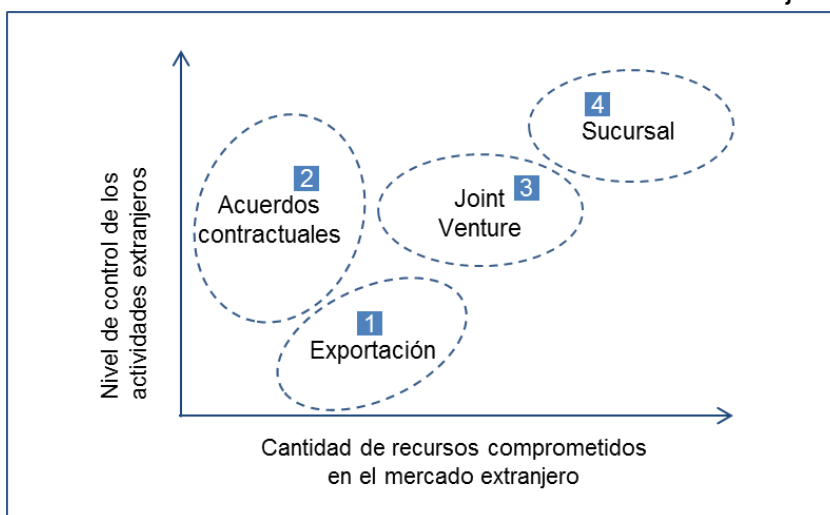 4
Sucursal
2
Acuerdos
contractuales
3
Joint
Venture
1
Exportación
Nivel de control de los
actividades extranjeros
Cantidad de recursos comprometidos
en el mercado extranjero